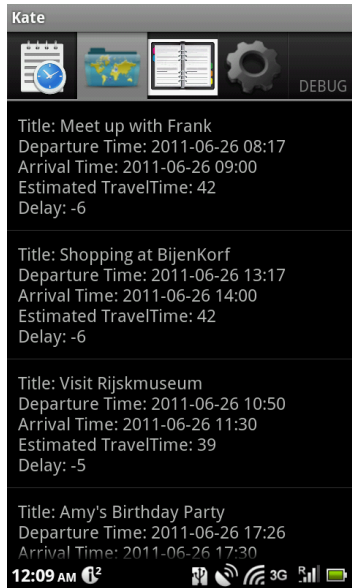 Kate
DEBUG
Title: Meet up with Frank
Departure Time: 2011-06-26 08:17
Arrival Time: 2011-06-26 09:00
Estimated TravelTime: 42
Delay: -6
Title: Shopping at BijenKorf
Departure Time: 2011-06-26 13:17
Arrival Time: 2011-06-26 14:00
Estimated TravelTime: 42
Delay: -6
Title: Visit Rijskmuseum
Departure Time: 2011-06-26 10:50
Arrival Time: 2011-06-26 11:30
Estimated TravelTime: 39
Delay: -5
Title: Amy's Birthday Party
Departure Time: 2011-06-26 17:26
Arrival Time: 2011-06-26 17:30
12:09 AM 2 3G R